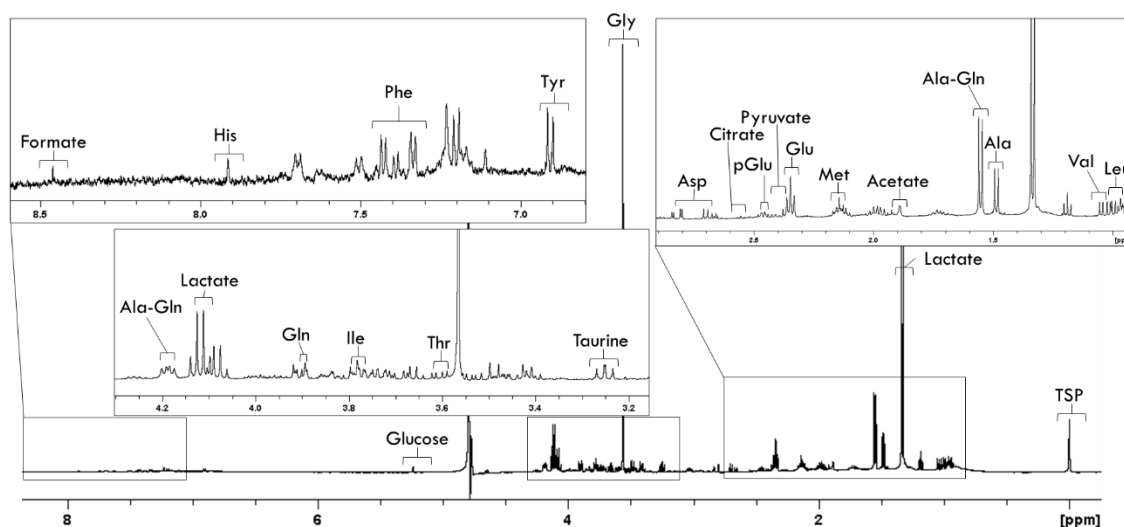 Gly
Formate
His
Phe
Tyr
8.5
8.0
7.5
7.0
Asp
Citrate
pGlu
Pyruvate
Glu
Met
Acetate
Ala-Gln
Ala
Val
Leu
2.5
2.0
1.5
Ala-Gln
Lactate
Gln
Ile
Thr
Taurine
4.2
4.0
3.8
3.6
3.4
3.2
Lactate
Glucose
TSP
8
6
4
2
[ppm]